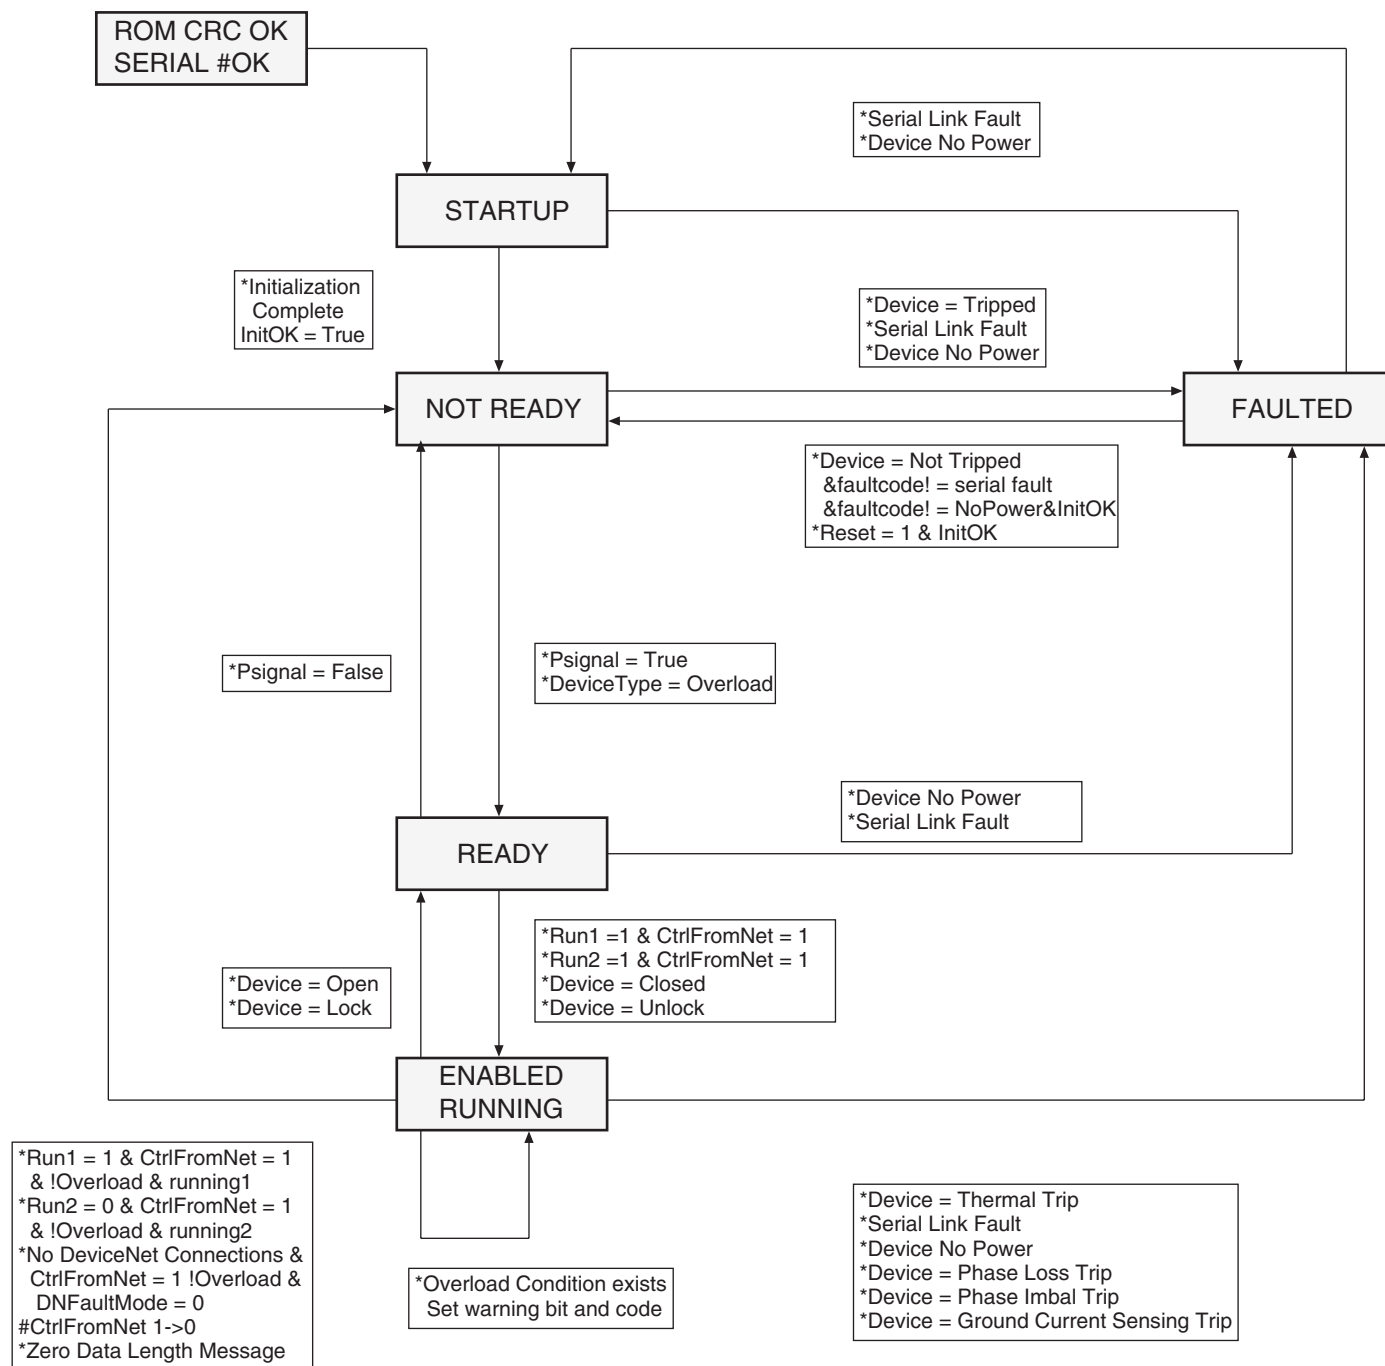 ROM CRC OK
SERIAL #OK
*Serial Link Fault
*Device No Power
STARTUP
*Initialization
Complete
InitOK = True
*Device = Tripped
*Serial Link Fault
*Device No Power
NOT READY
FAULTED
*Device = Not Tripped
&faultcode! = serial fault
&faultcode! = NoPower&InitOK
*Reset = 1 & InitOK
*Psignal = False
*Psignal = True
*DeviceType = Overload
*Device No Power
*Serial Link Fault
READY
*Run1 =1 & CtrlFromNet = 1
*Run2 =1 & CtrlFromNet = 1
*Device = Closed
*Device = Unlock
*Device = Open
*Device = Lock
ENABLED
RUNNING
*Run1 = 1 & CtrlFromNet = 1
& !Overload & running1
*Run2 = 0 & CtrlFromNet = 1
& !Overload & running2
*No DeviceNet Connections &
CtrlFromNet = 1 !Overload &
DNFaultMode = 0
#CtrlFromNet 1->0
*Zero Data Length Message
*Overload Condition exists
Set warning bit and code
*Device = Thermal Trip
*Serial Link Fault
*Device No Power
*Device = Phase Loss Trip
*Device = Phase Imbal Trip
*Device = Ground Current Sensing Trip